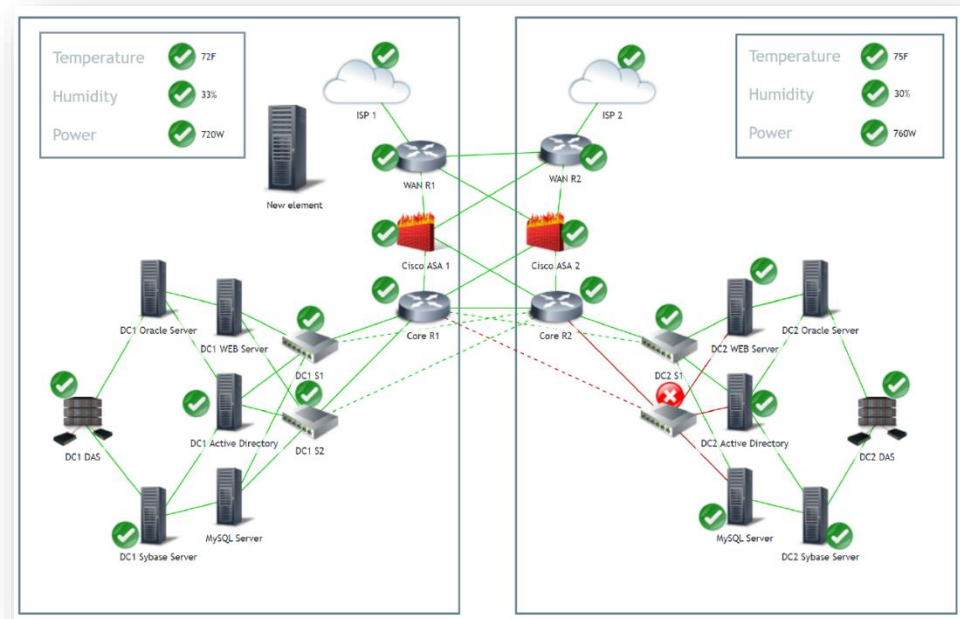 Temperature 72F
Humidity 33%
Power 720W
Temperature 75F
Humidity 30%
Power 760W
ISP 1
ISP 2
New element
WAN R1
WAN R2
Cisco ASA 1
Cisco ASA 2
Core R1
Core R2
DC1 Oracle Server
DC1 WEB Server
DC1 S1
DC1 Active Directory
DC1 S2
DC1 DAS
MySQL Server
DC1 Sybase Server
DC2 S1
DC2 WEB Server
DC2 Oracle Server
DC2 Active Directory
DC2 DAS
MySQL Server
DC2 Sybase Server